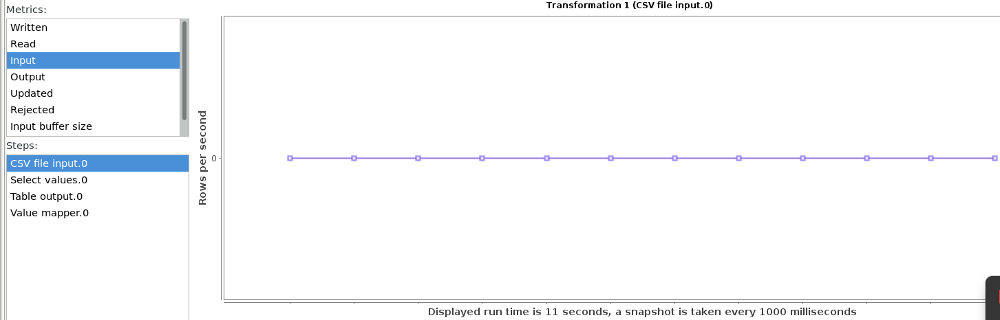 Metrics:
Written
Read
Input
Output
Updated
Rejected
Input buffer size
Steps:
CSV file input.0
Select values.0
Table output.0
Value mapper.0
Transformation 1 (CSV file input.0)
Rows per second
0
Displayed run time is 11 seconds, a snapshot is taken every 1000 milliseconds